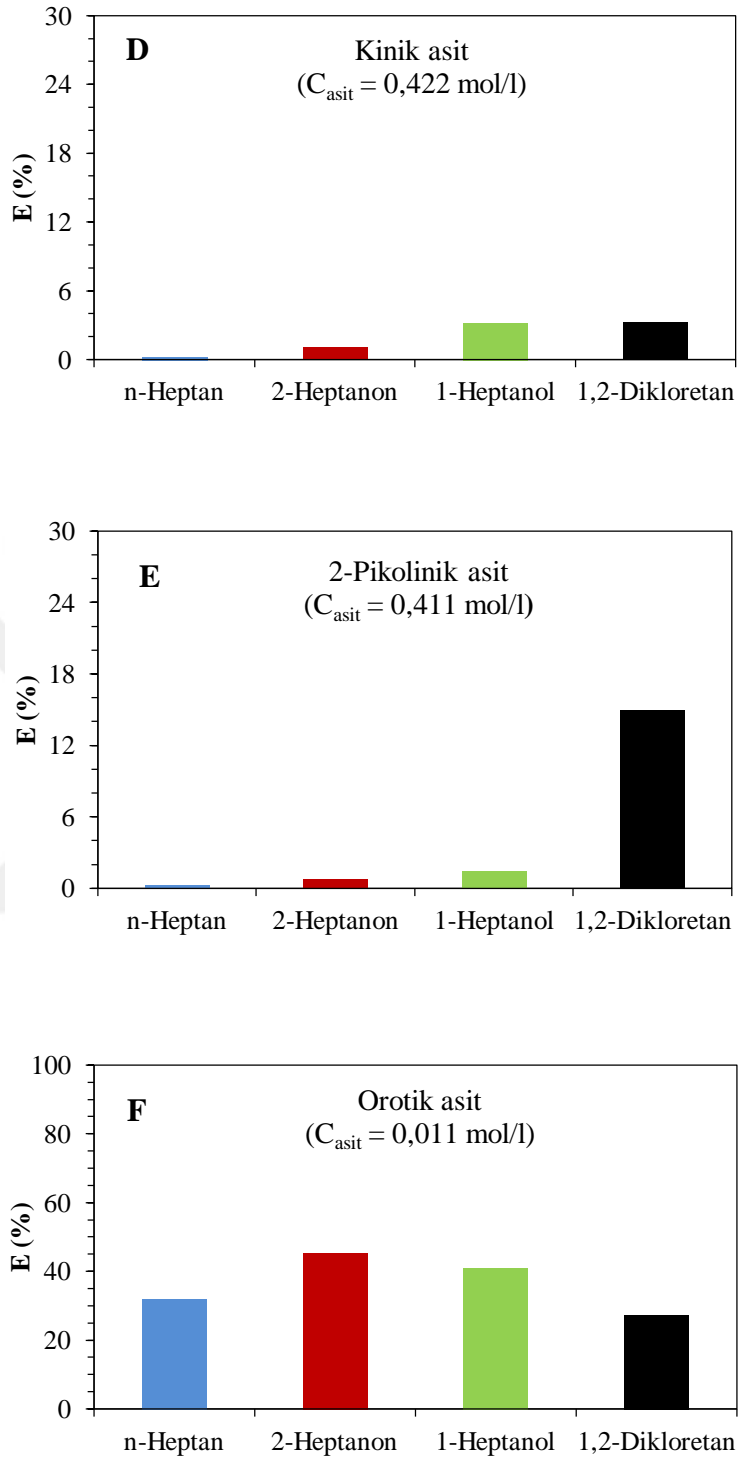 D
Kinik asit
(C_asit = 0,422 mol/l)
E (%)
30
24
18
12
6
0
n-Heptan 2-Heptanon 1-Heptanol 1,2-Dikloretan
E
2-Pikolinik asit
(C_asit = 0,411 mol/l)
E (%)
30
24
18
12
6
0
n-Heptan 2-Heptanon 1-Heptanol 1,2-Dikloretan
F
Orotik asit
(C_asit = 0,011 mol/l)
E (%)
100
80
60
40
20
0
n-Heptan 2-Heptanon 1-Heptanol 1,2-Dikloretan